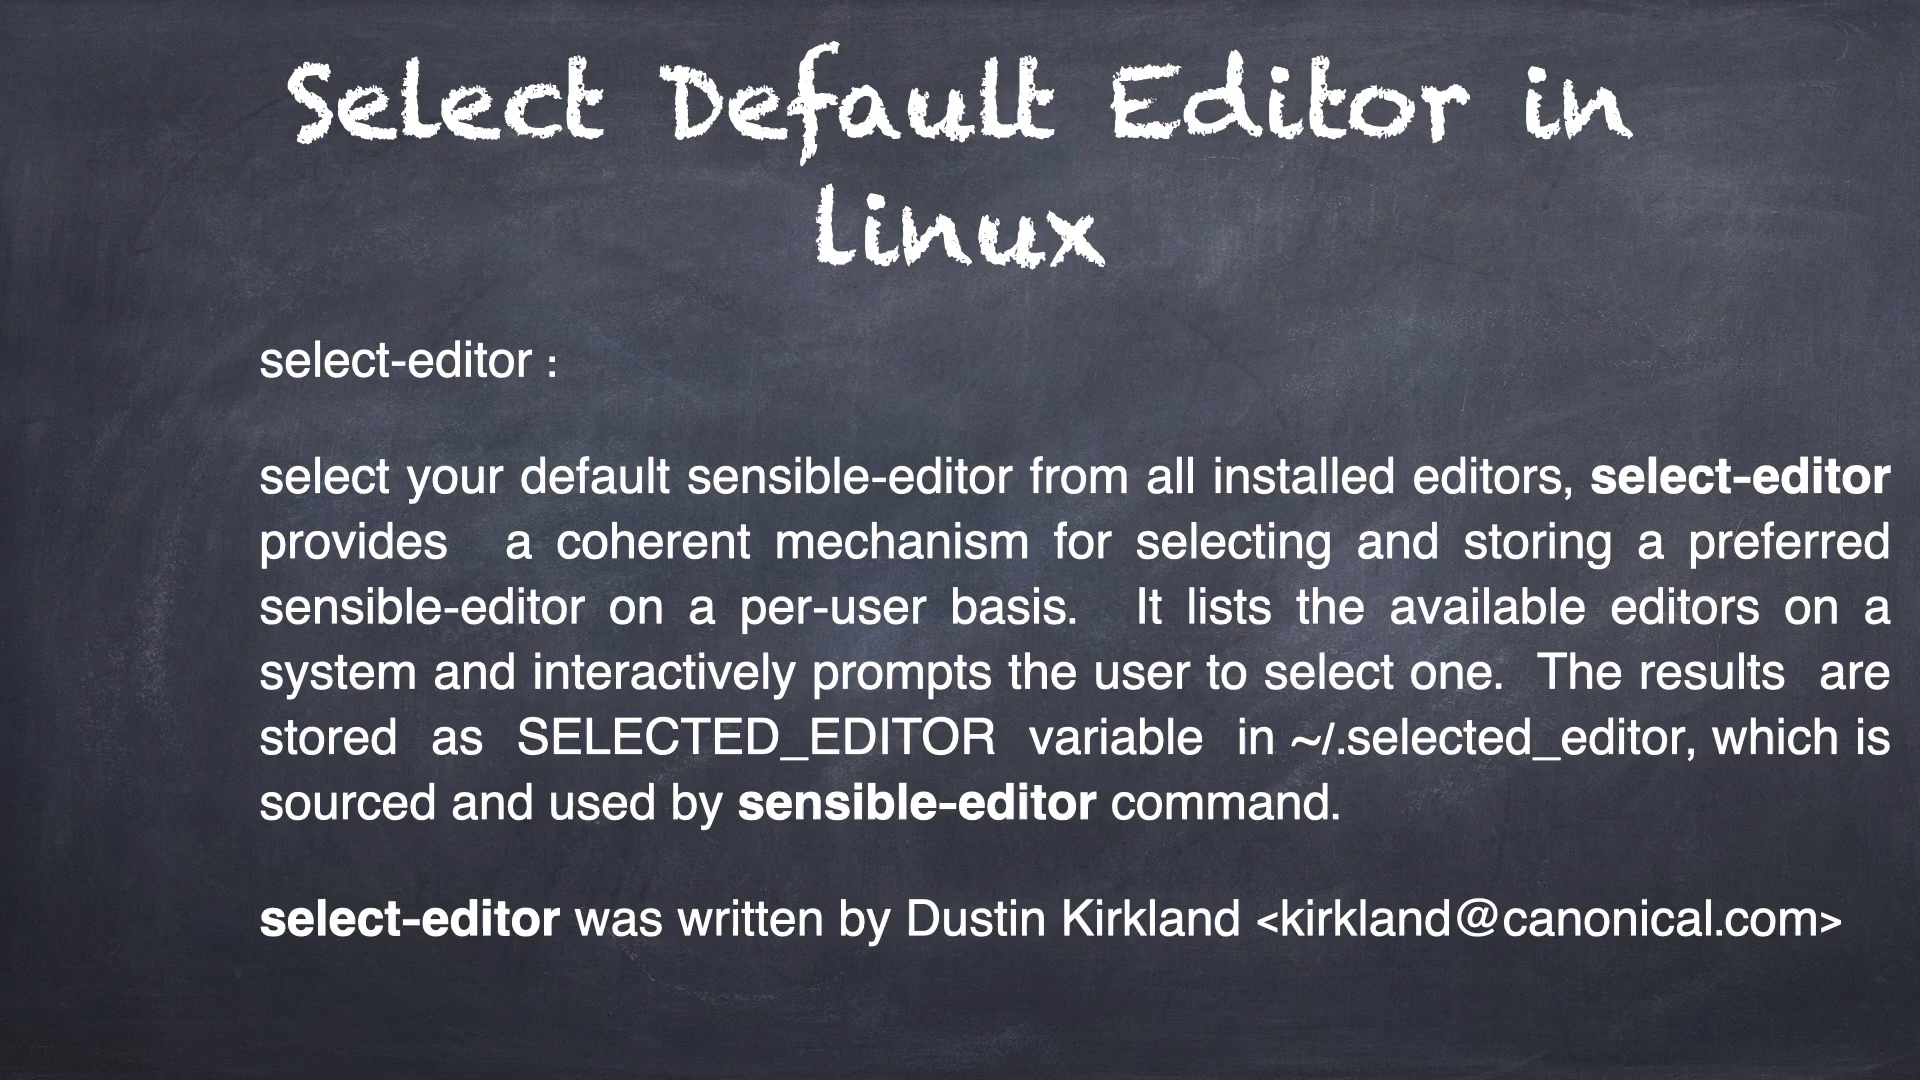 Select Default Editor in
Linux
select-editor :
select your default sensible-editor from all installed editors, select-editor
provides a coherent mechanism for selecting and storing a preferred
sensible-editor on a per-user basis. It lists the available editors on a
system and interactively prompts the user to select one. The results are
stored as SELECTED_EDITOR variable in ~/.selected_editor, which is
sourced and used by sensible-editor command.
select-editor was written by Dustin Kirkland <kirkland@canonical.com>